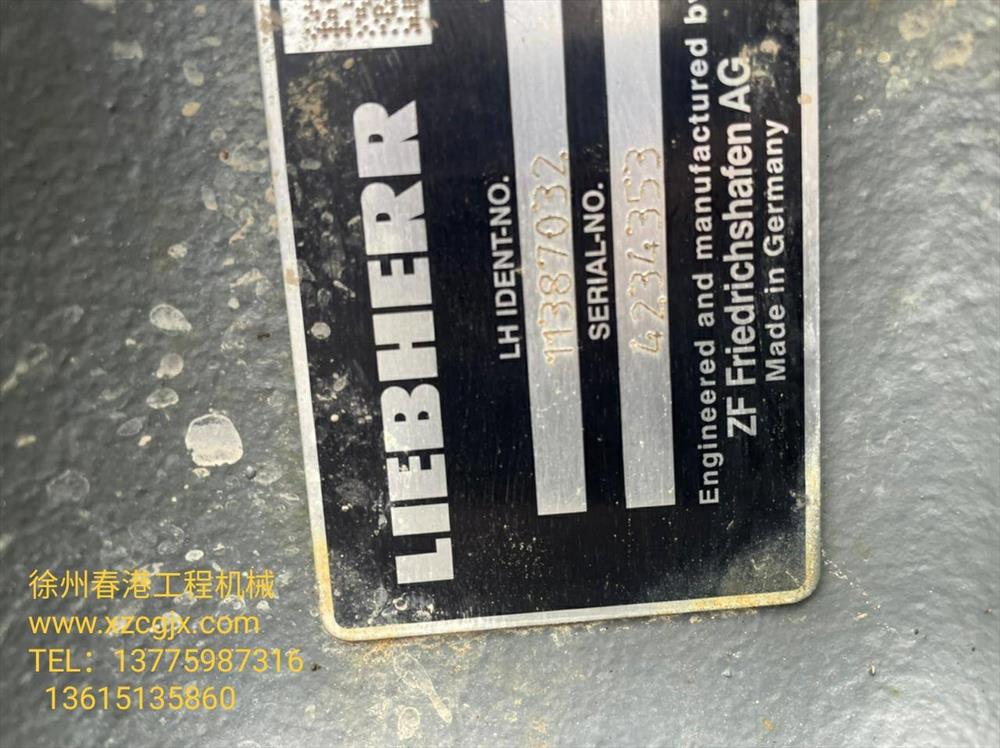 LIEBHERR
LH IDENT-NO.
11387032
SERIAL-NO.
4234353
Engineered and manufactured by
ZF Friedrichshafen AG
Made in Germany
徐州春港工程机械
www.xzcgjx.com
TEL：13775987316
13615135860